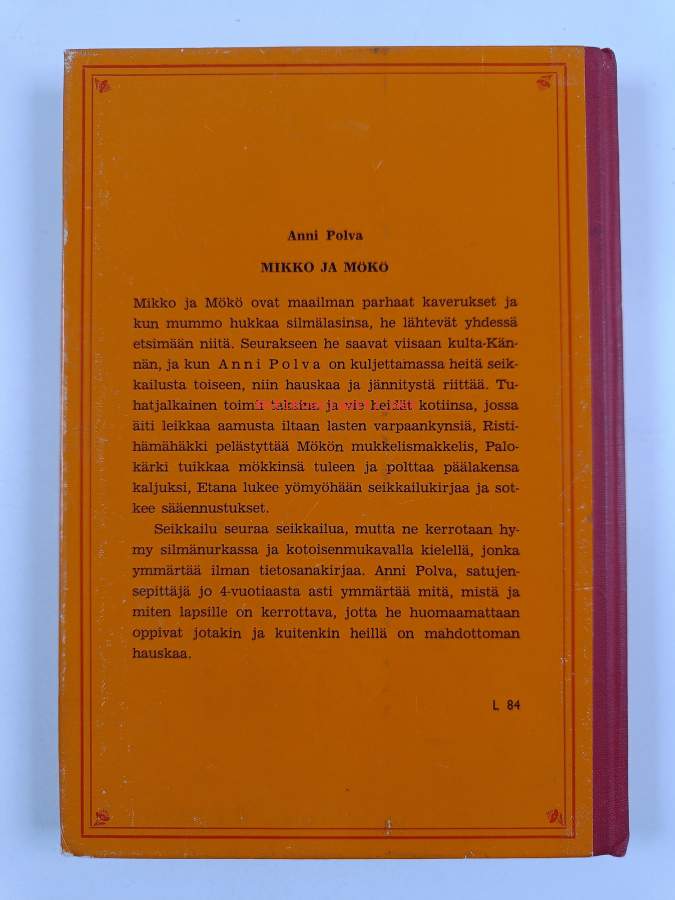 Anni Polva
MIKKO JA MÖKÖ
Mikko ja Mökö ovat maailman parhaat kaverukset ja
kun mummo hukkaa silmälasinsa, he lähtevät yhdessä
etsimään niitä. Seurakseen he saavat viisaan kulta-Kän-
nän, ja kun Anni Polva on kuljettamassa heitä seik-
kailusta toiseen, niin hauskaa ja jännitystä riittää. Tu-
hatjalkainen toimii taksina ja vie heidät kotiinsa, jossa
äiti leikkaa aamusta iltaan lasten varpaankynsiä, Risti-
hämähäkki pelästyttää Mökön mukkelismakkelis, Palo-
kärki tuikkaa mökkinsä tuleen ja polttaa päälakensa
kaljuksi, Etana lukee yömyöhään seikkailukirjaa ja sot-
kee sääennustukset.
Seikkailu seuraa seikkailua, mutta ne kerrotaan hy-
my silmänurkassa ja kotoisenmukavalla kielellä, jonka
ymmärtää ilman tietosanakirjaa. Anni Polva, satujen-
sepittäjä jo 4-vuotiaasta asti ymmärtää mitä, mistä ja
miten lapsille on kerrottava, jotta he huomaamattaan
oppivat jotakin ja kuitenkin heillä on mahdottoman
hauskaa.
L 84